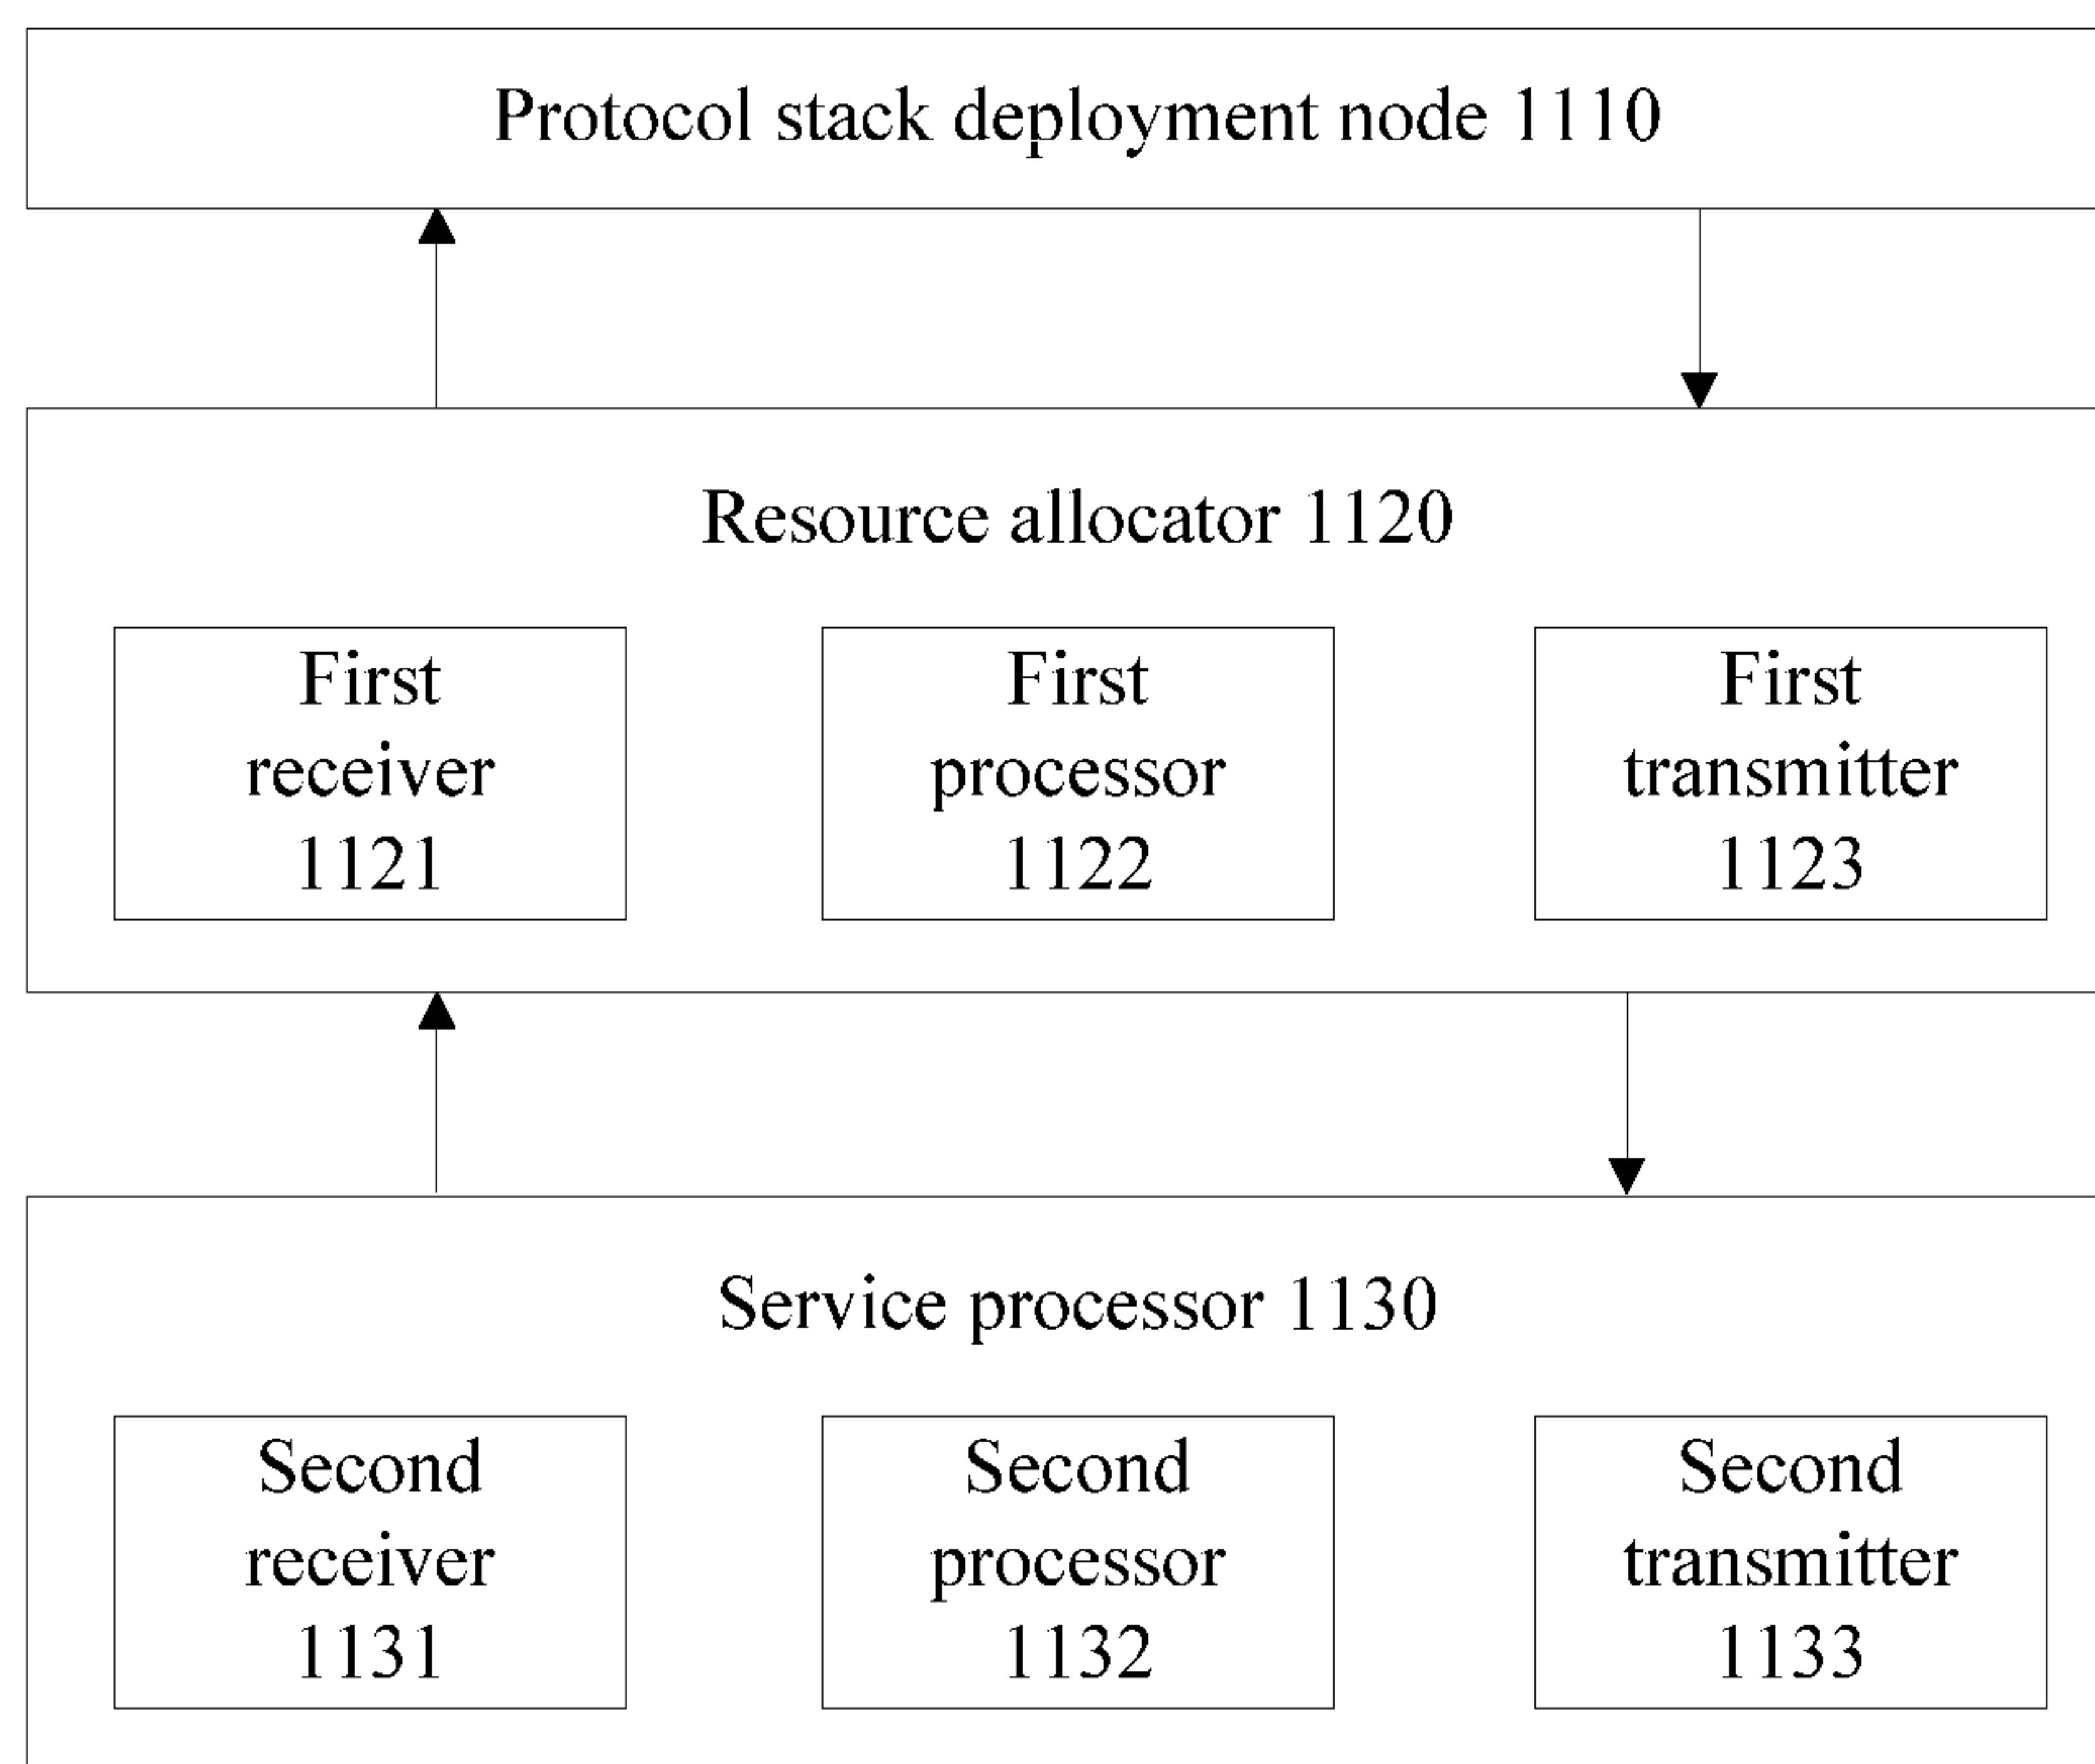 Protocol stack deployment node 1110
Resource allocator 1120
First
receiver
1121
First
processor
1122
First
transmitter
1123
Service processor 1130
Second
receiver
1131
Second
processor
1132
Second
transmitter
1133